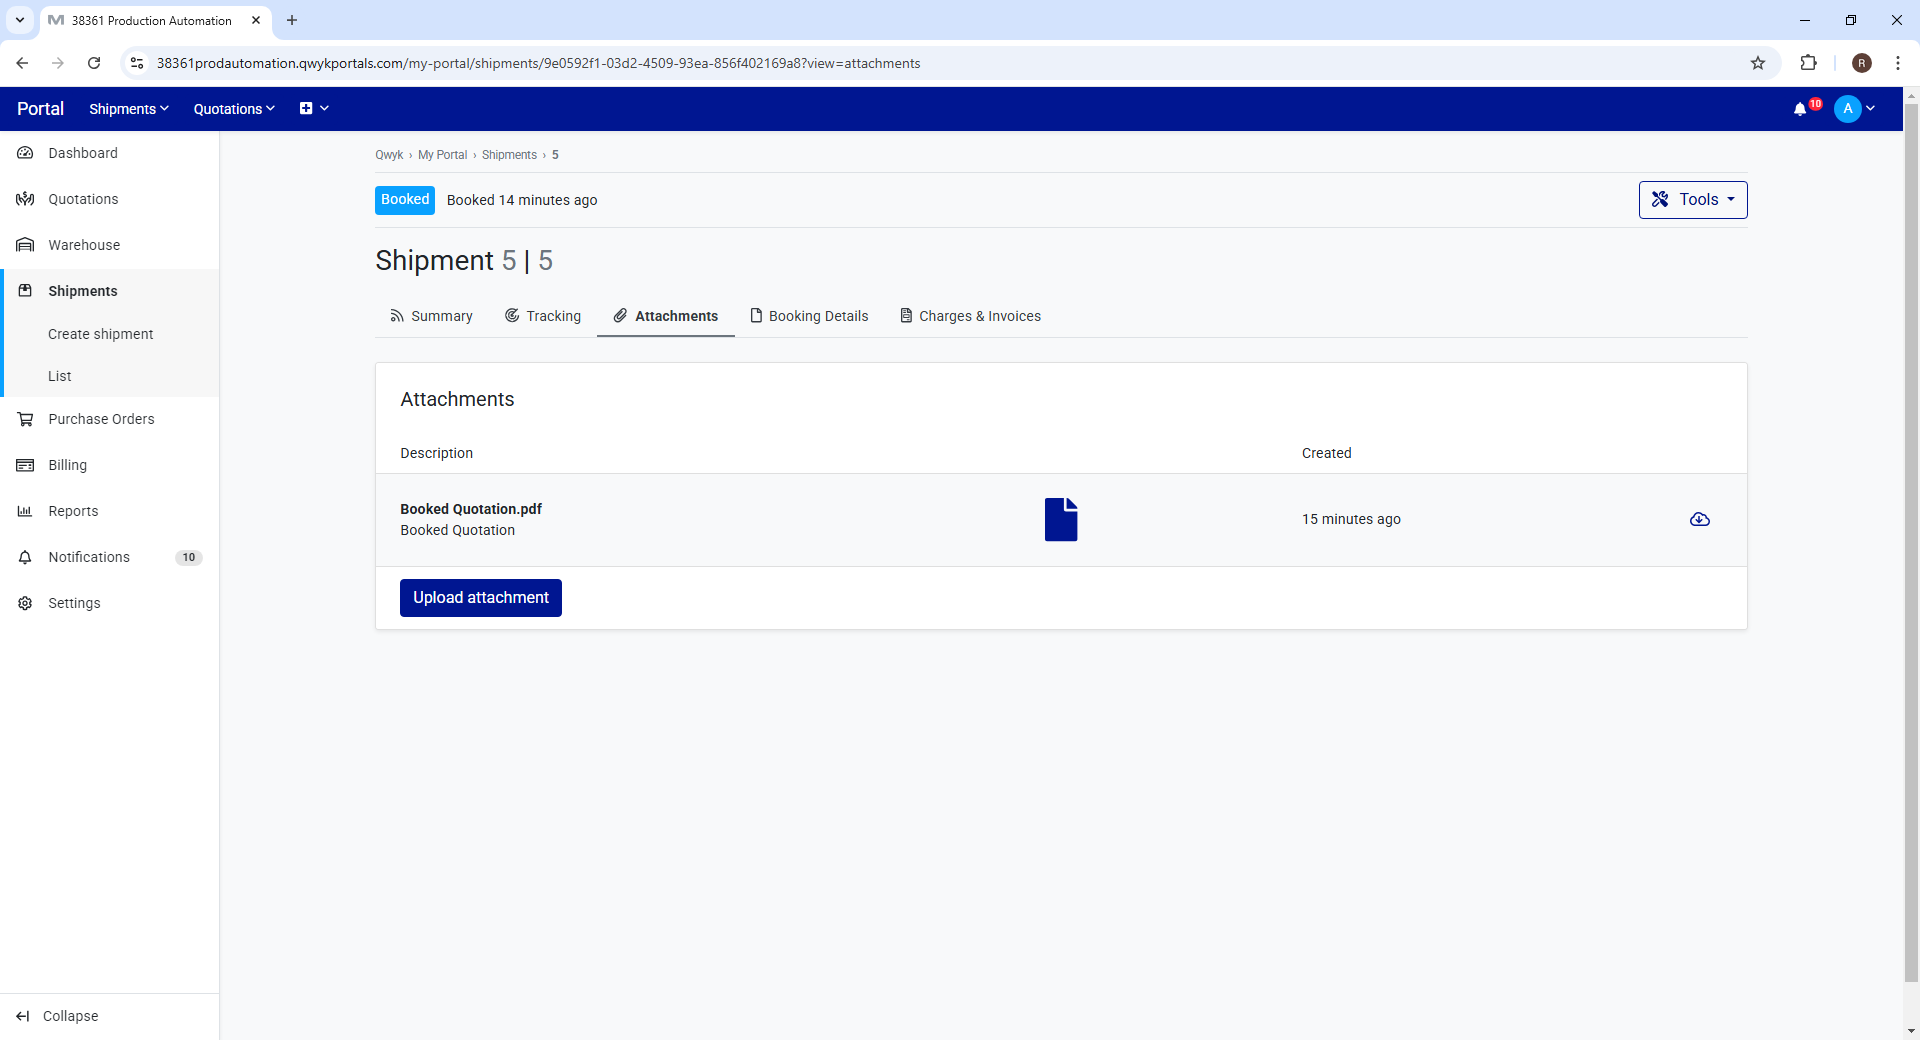 38361 Production Automation
38361prodautomation.qwykportals.com/my-portal/shipments/9e0592f1-03d2-4509-93ea-856f402169a8?view=attachments
R
Portal Shipments Quotations 10 A
Dashboard
Quotations
Warehouse
Shipments
Create shipment
List
Purchase Orders
Billing
Reports
Notifications 10
Settings
Collapse
Qwyk › My Portal › Shipments › 5
Booked Booked 14 minutes ago Tools
Shipment 5 | 5
Summary Tracking Attachments Booking Details Charges & Invoices
Attachments
Description Created
Booked Quotation.pdf
Booked Quotation
15 minutes ago
Upload attachment